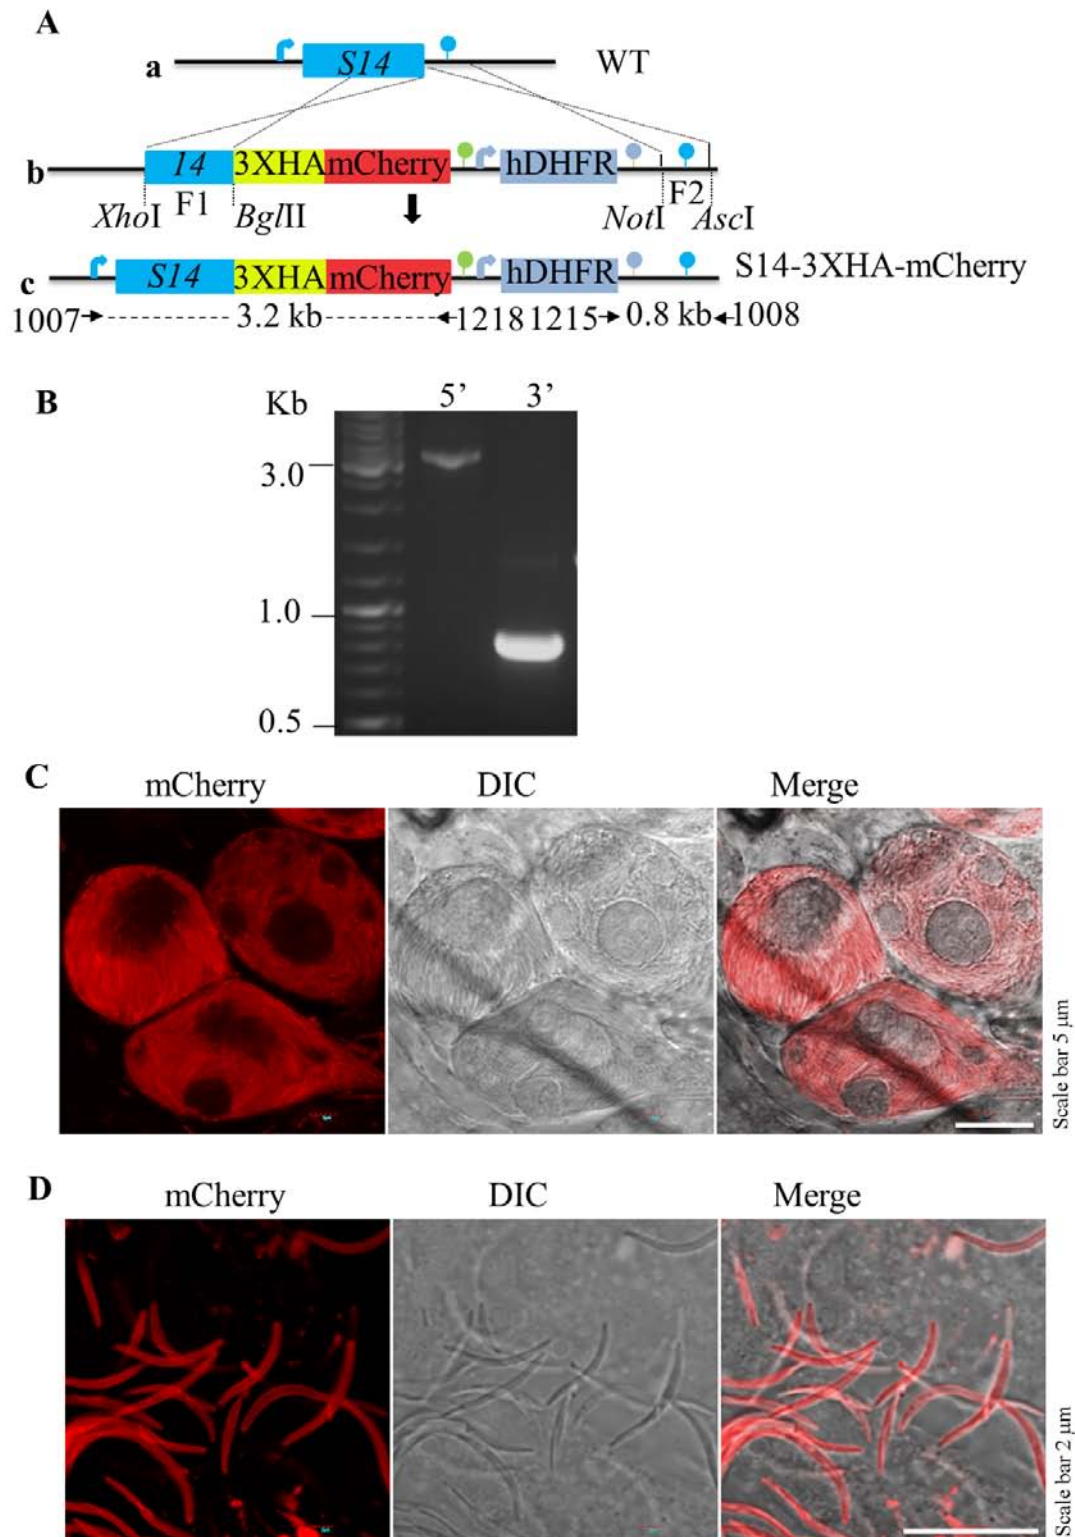 A
a S14 WT
b 14 3XHA mCherry hDHFR
XhoI F1 BglII NotI F2 AscI
c S14 3XHA mCherry hDHFR S14-3XHA-mCherry
1007 3.2 kb 1218 1215 0.8 kb 1008
B Kb 5’ 3’
3.0
1.0
0.5
C mCherry DIC Merge
Scale bar 5 µm
D mCherry DIC Merge
Scale bar 2 µm